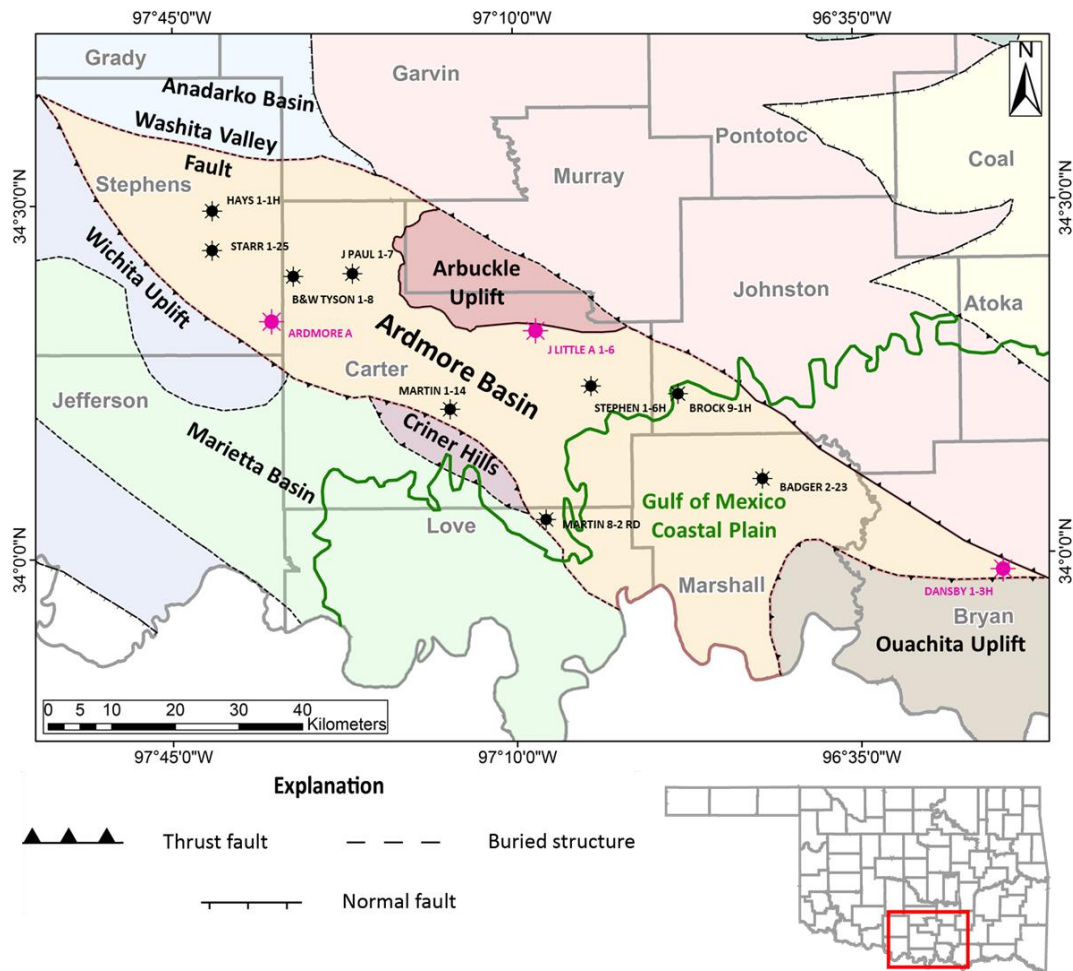 97°45'0"W
97°10'0"W
96°35'0"W
N
Grady
Garvin
Anadarko Basin
Washita Valley
Fault
Pontotoc
Coal
Murray
Stephens
34°30'0"N
34°30'0"N
HAYS 1-1H
STARR 1-25
J PAUL 1-7
B&W TYSON 1-8
Wichita Uplift
Arbuckle
Uplift
Johnston
Atoka
ARDMORE A
J LITTLE A 1-6
Ardmore Basin
Carter
MARTIN 1-14
STEPHEN 1-6H
BROCK 9-1H
Jefferson
Marietta Basin
Criner Hills
BADGER 2-23
Gulf of Mexico
Coastal Plain
Love
MARTIN 8-2 RD
34°0'0"N
34°0'0"N
Marshall
DANSBY 1-3H
Bryan
Ouachita Uplift
0 5 10 20 30 40
Kilometers
97°45'0"W
97°10'0"W
96°35'0"W
Explanation
Thrust fault
Buried structure
Normal fault